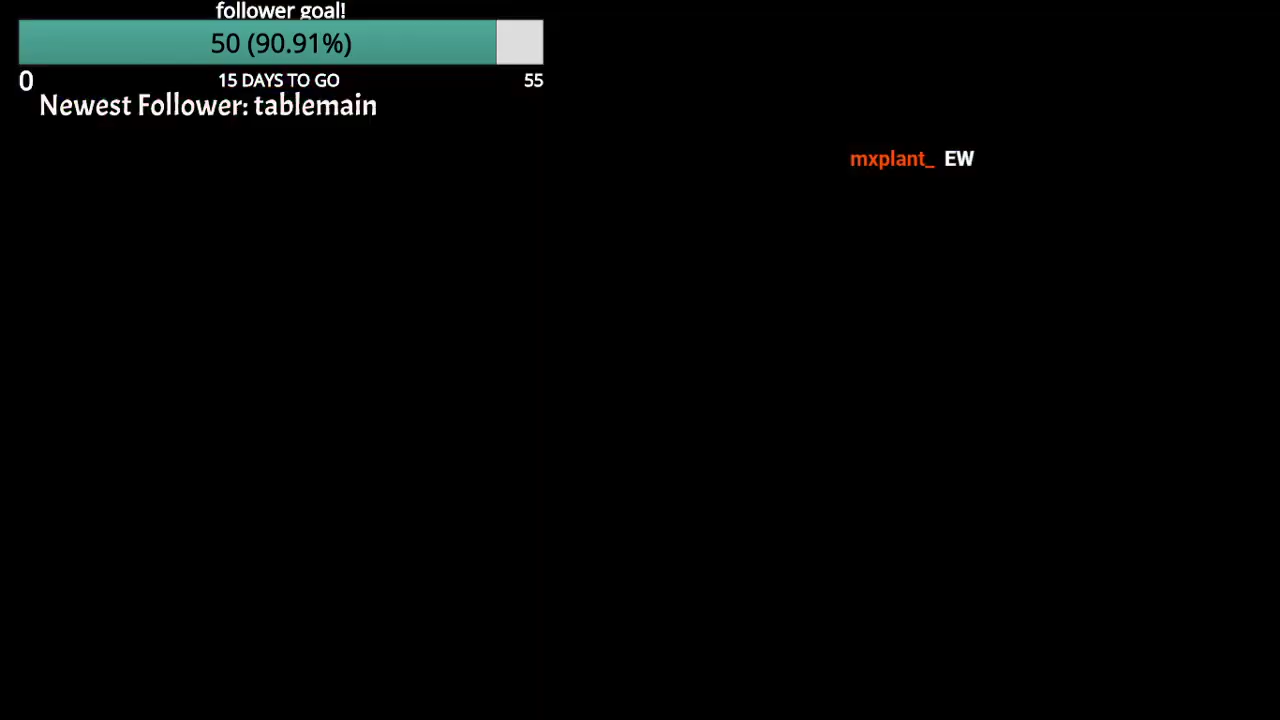 follower goal!
50 (90.91%)
0 15 DAYS TO GO 55
Newest Follower: tablemain
mxplant_ EW